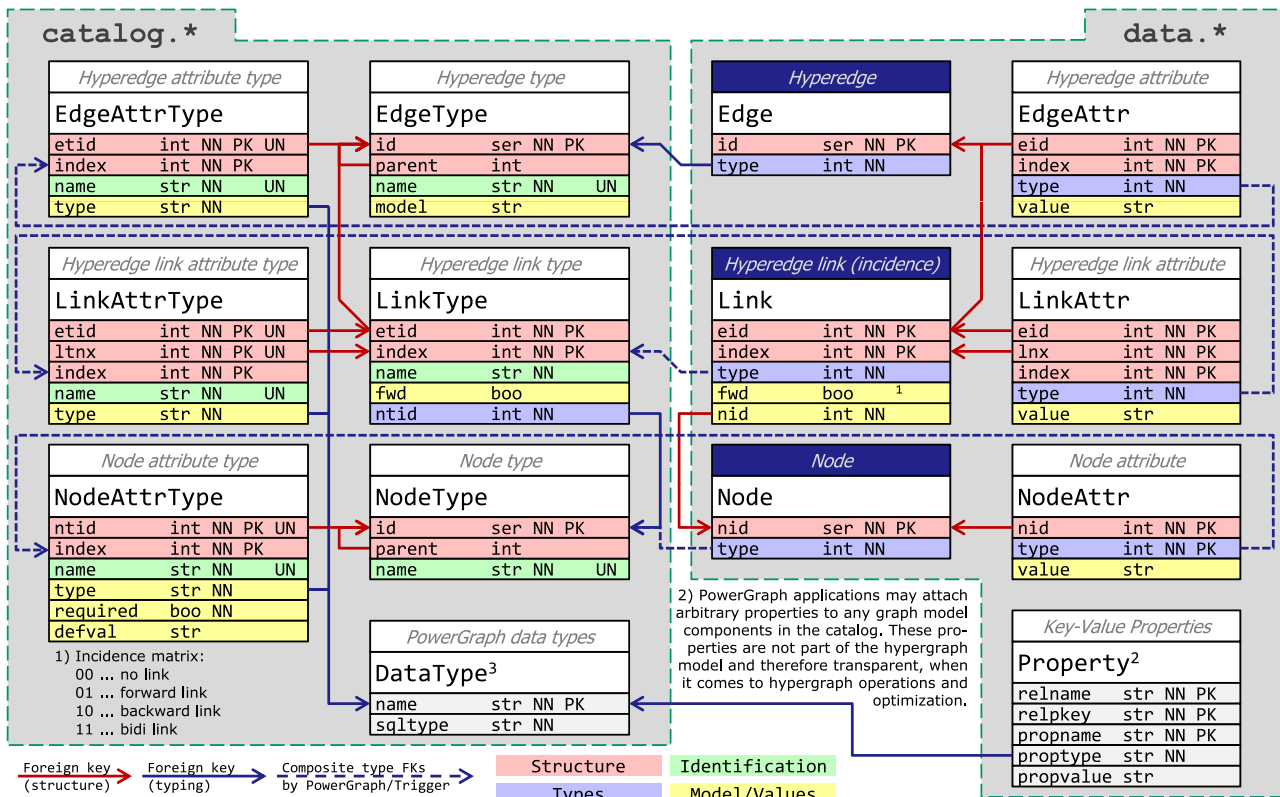 catalog.*
data.*
Hyperedge attribute type
EdgeAttrType
etid int NN PK UN
index int NN PK
name str NN UN
type str NN
Hyperedge type
EdgeType
id ser NN PK
parent int
name str NN UN
model str
Hyperedge
Edge
id ser NN PK
type int NN
Hyperedge attribute
EdgeAttr
eid int NN PK
index int NN PK
type int NN
value str
Hyperedge link attribute type
LinkAttrType
etid int NN PK UN
ltnx int NN PK UN
index int NN PK
name str NN UN
type str NN
Hyperedge link type
LinkType
etid int NN PK
index int NN PK
name str NN
fwd boo
ntid int NN
Hyperedge link (incidence)
Link
eid int NN PK
index int NN PK
type int NN
fwd boo 1
nid int NN
Hyperedge link attribute
LinkAttr
eid int NN PK
lnx int NN PK
index int NN PK
type int NN
value str
Node attribute type
NodeAttrType
ntid int NN PK UN
index int NN PK
name str NN UN
type str NN
required boo NN
defval str
Node type
NodeType
id ser NN PK
parent int
name str NN UN
Node
Node
nid ser NN PK
type int NN
Node attribute
NodeAttr
nid int NN PK
type int NN PK
value str
1) Incidence matrix:
00 ... no link
01 ... forward link
10 ... backward link
11 ... bidi link
PowerGraph data types
DataType3
name str NN PK
sqltype str NN
2) PowerGraph applications may attach
arbitrary properties to any graph model
components in the catalog. These pro-
perties are not part of the hypergraph
model and therefore transparent, when
it comes to hypergraph operations and
optimization.
Key-Value Properties
Property2
relname str NN PK
relpkey str NN PK
propname str NN PK
proptype str NN
propvalue str
Foreign key
(structure)
Foreign key
(typing)
Composite type FKs
by PowerGraph/Trigger
Structure
Identification
Types
Model/Values